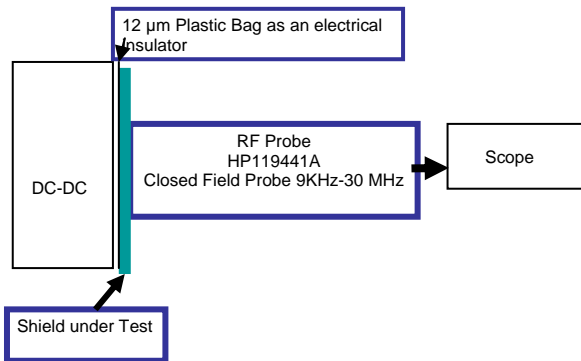 12 µm Plastic Bag as an electrical
insulator
RF Probe
HP119441A
Closed Field Probe 9KHz-30 MHz
Scope
DC-DC
Shield under Test